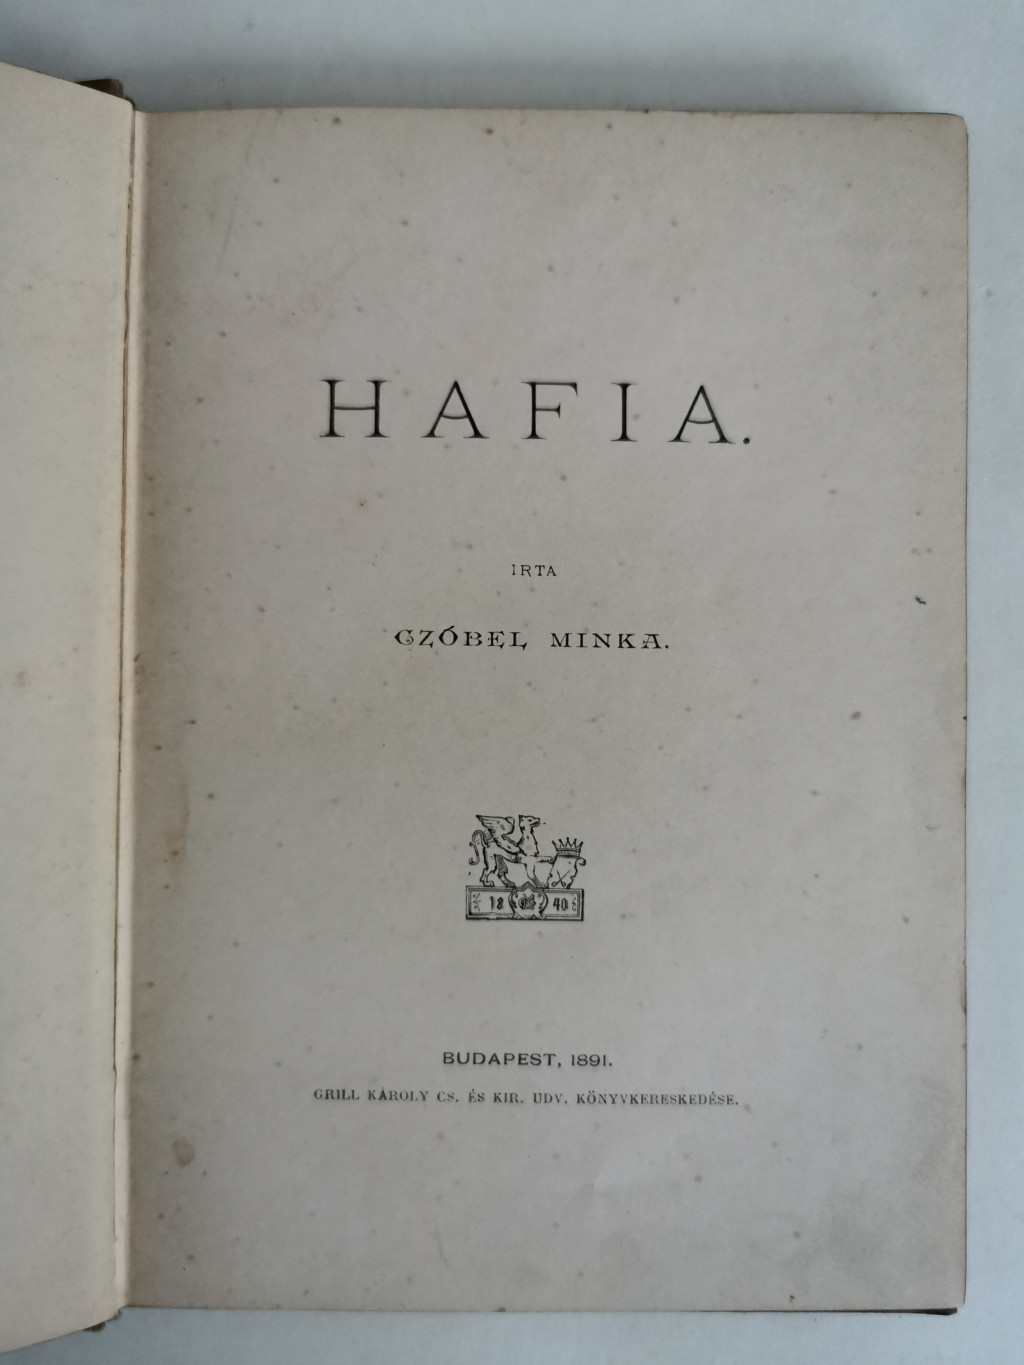 HAFIA.
IRTA
CZÓBEL MINKA.
18 40
BUDAPEST, 1891.
GRILL KÁROLY CS. ÉS KIR. UDV. KÖNYVKERESKEDÉSE.